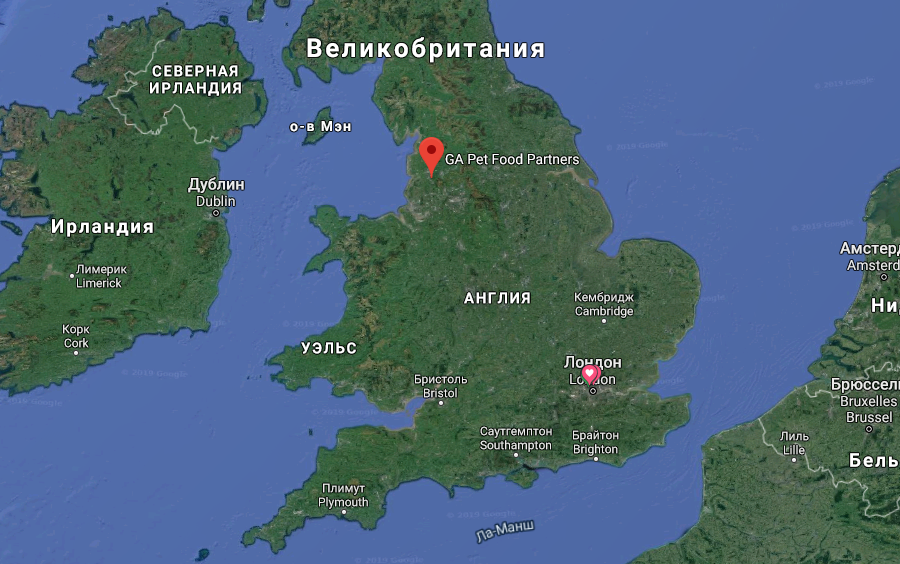 Великобритания
СЕВЕРНАЯ
ИРЛАНДИЯ
о-в Мэн
GA Pet Food Partners
Дублин
Dublin
Ирландия
Лимерик
Limerick
Корк
Cork
АНГЛИЯ
Кембридж
Cambridge
УЭЛЬС
Лондон
Бристоль
Bristol
Саутгемптон
Southampton
Брайтон
Brighton
Плимут
Plymouth
Ла-Манш
Амстерд
Amsterd
Ни
Брюссель
Bruxelles
Brussel
Лиль
Lille
Бель
© 2019 Google